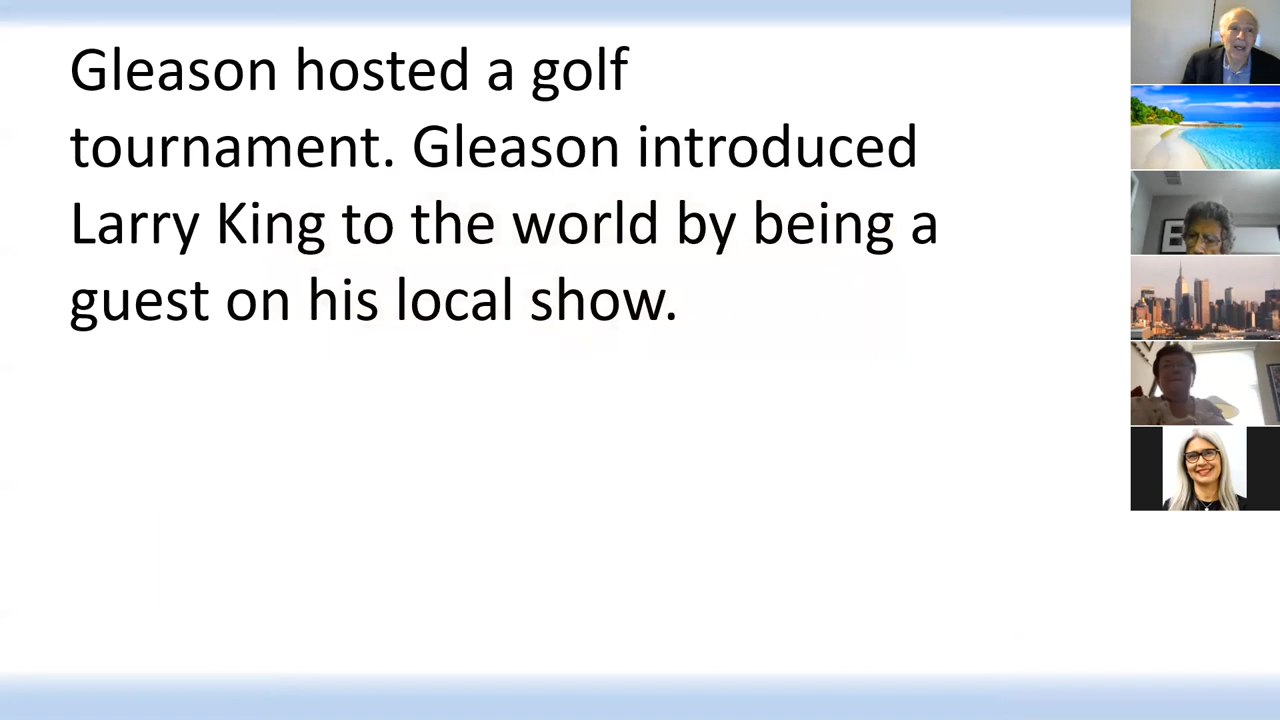 Gleason hosted a golf
tournament. Gleason introduced
Larry King to the world by being a
guest on his local show.